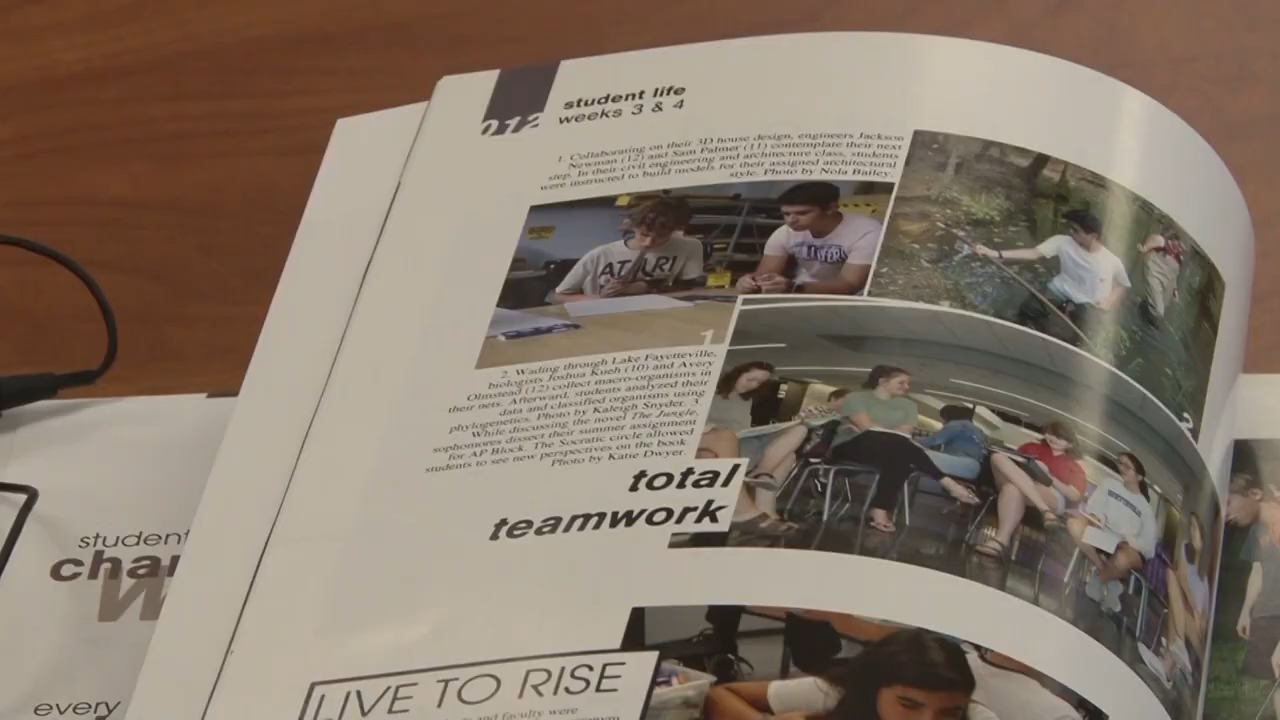 012
student life
weeks 3 & 4
1. Collaborating on their 3D house design, engineers Jackson
Newman (12) and Sam Palmer (11) contemplate their next
step. In their civil engineering and architecture class, students
were instructed to build models for their assigned architectural
style. Photo by Nola Bailey.
ATARI
1
2. Wading through Lake Fayetteville,
biologists Joshua Kueh (10) and Avery
Olmstead (12) collect macro-organisms in
their nets. Afterward, students analyzed their
data and classified organisms using
phylogenetics. Photo by Kaleigh Snyder. 3.
While discussing the novel The Jungle,
sophomores dissect their summer assignment
for AP Block. The Socratic circle allowed
students to see new perspectives on the book.
Photo by Katie Dwyer.
total
teamwork
LIVE TO RISE
and faculty were
student
every